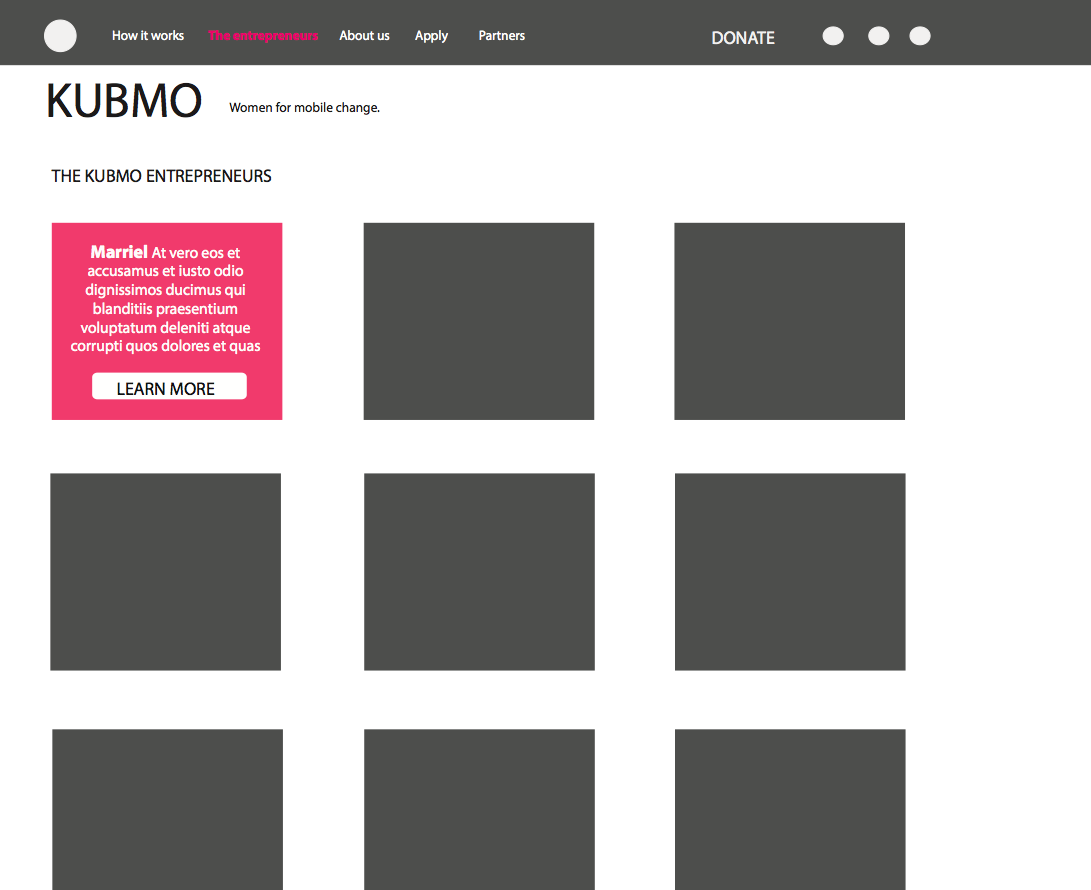 How it works The entrepreneurs About us Apply Partners DONATE
KUBMO Women for mobile change.
THE KUBMO ENTREPRENEURS
Marriel At vero eos et
accusamus et iusto odio
dignissimos ducimus qui
blanditiis praesentium
voluptatum deleniti atque
corrupti quos dolores et quas
LEARN MORE